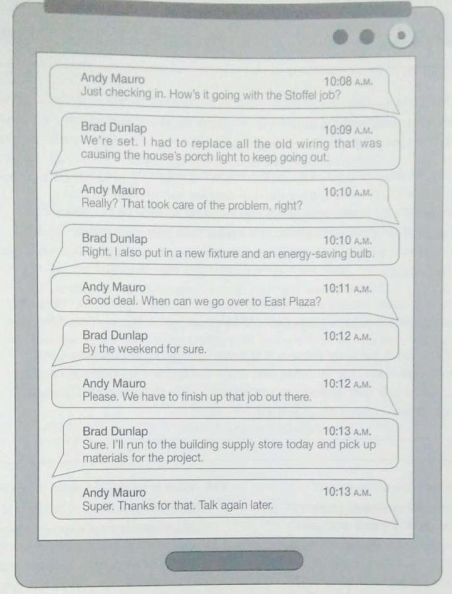 Andy Mauro 10:08 A.M.
Just checking in. How's it going with the Stoffel job?
Brad Dunlap 10:09 A.M.
We're set. I had to replace all the old wiring that was
causing the house's porch light to keep going out.
Andy Mauro 10:10 A.M.
Really? That took care of the problem, right?
Brad Dunlap 10:10 A.M.
Right. I also put in a new fixture and an energy-saving bulb.
Andy Mauro 10:11 A.M.
Good deal. When can we go over to East Plaza?
Brad Dunlap 10:12 A.M.
By the weekend for sure.
Andy Mauro 10:12 A.M.
Please. We have to finish up that job out there.
Brad Dunlap 10:13 A.M.
Sure. I'll run to the building supply store today and pick up
materials for the project.
Andy Mauro 10:13 A.M.
Super. Thanks for that. Talk again later.